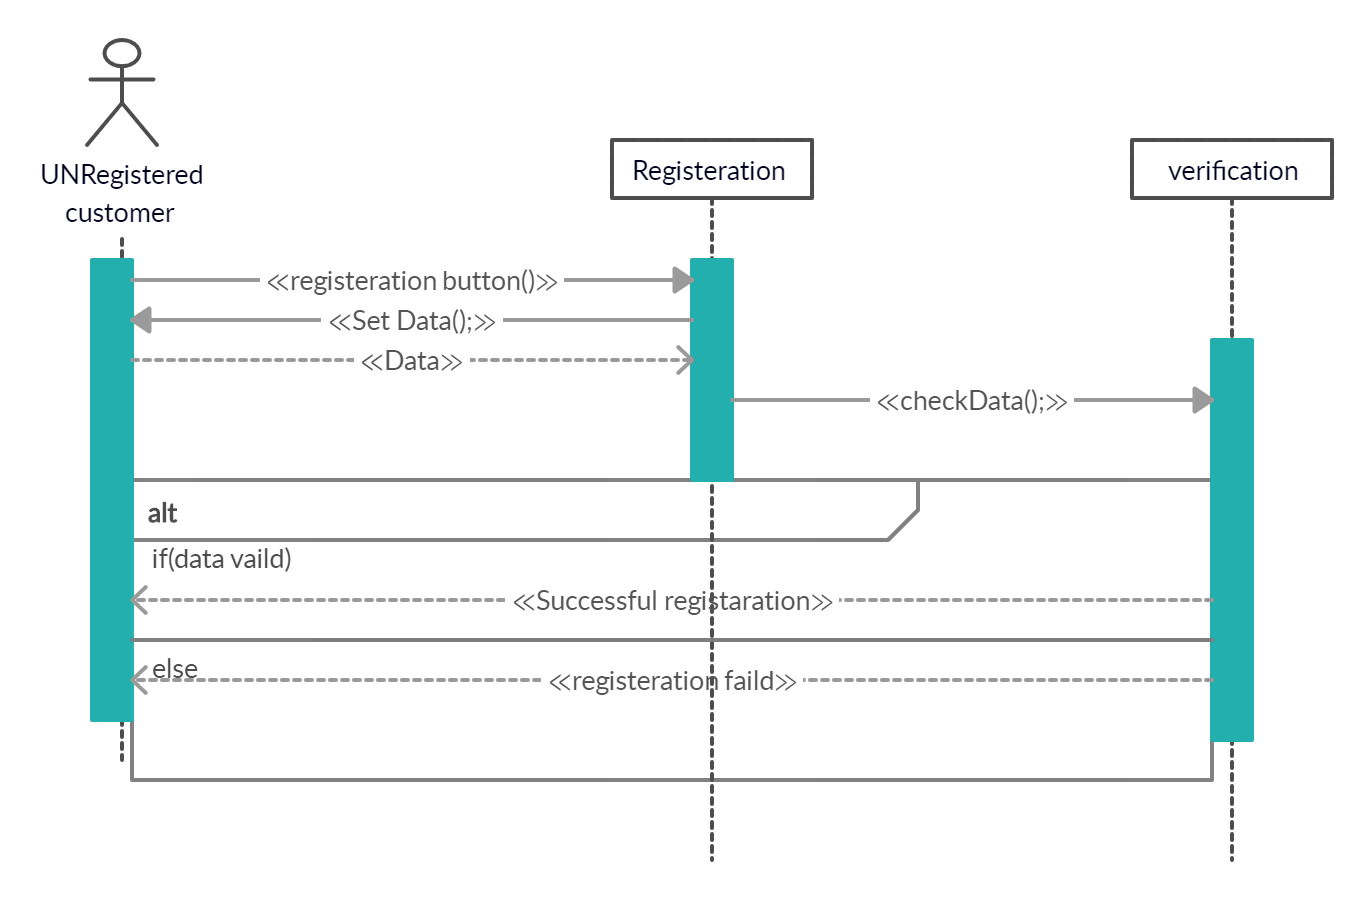 UNRegistered
customer
Registeration
verification
<<registeration button()>>
<<Set Data();>>
<<Data>>
<<checkData();>>
alt
if(data vaild)
<<Successful registaration>>
else
<<registeration faild>>